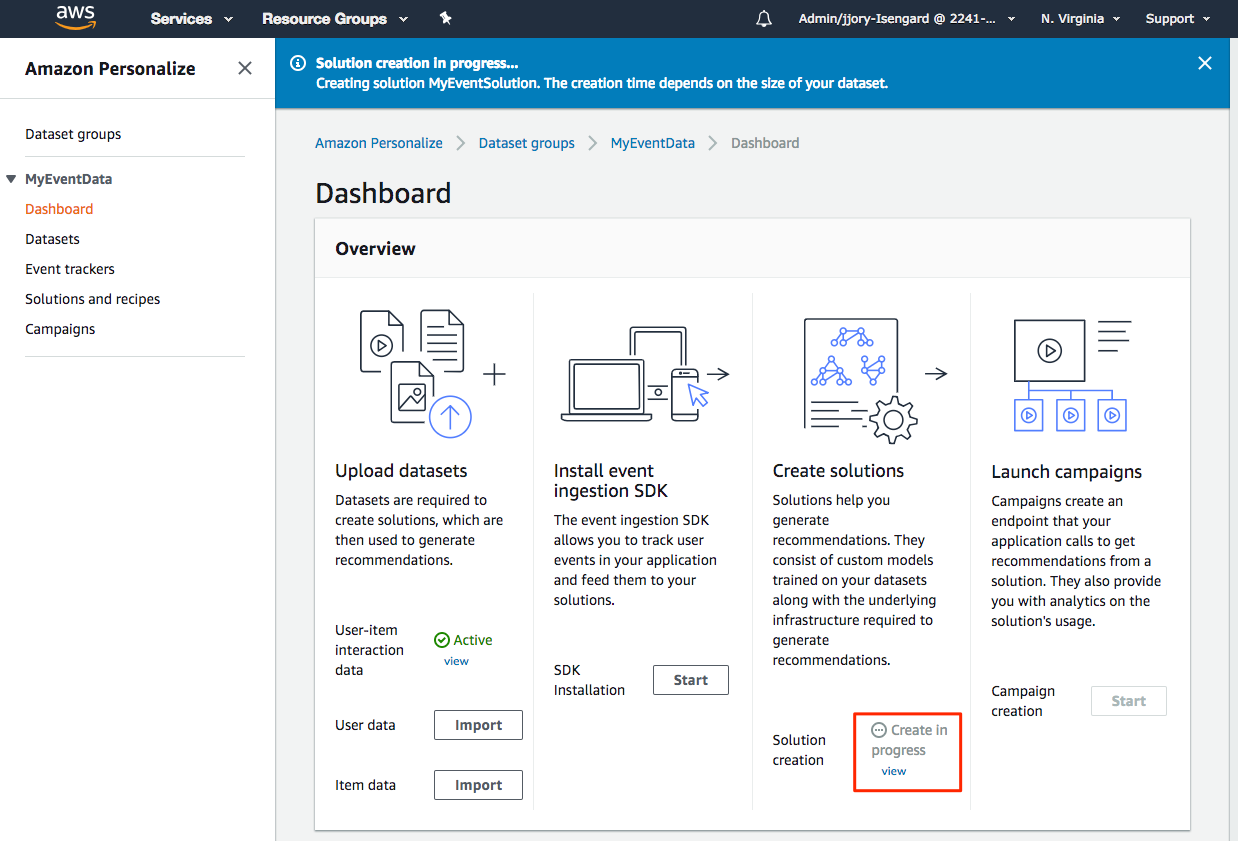 aws
Services
Resource Groups
Admin/jjory-Isengard @ 2241-...
N. Virginia
Support
Amazon Personalize
Dataset groups
MyEventData
Dashboard
Datasets
Event trackers
Solutions and recipes
Campaigns
Solution creation in progress...
Creating solution MyEventSolution. The creation time depends on the size of your dataset.
Amazon Personalize
Dataset groups
MyEventData
Dashboard
Dashboard
Overview
Upload datasets
Datasets are required to
create solutions, which are
then used to generate
recommendations.
User-item
interaction
data
Active
view
User data
Import
Item data
Import
Install event
ingestion SDK
The event ingestion SDK
allows you to track user
events in your application
and feed them to your
solutions.
SDK
Installation
Start
Create solutions
Solutions help you
generate
recommendations. They
consist of custom models
trained on your datasets
along with the underlying
infrastructure required to
generate
recommendations.
Solution
creation
Create in
progress
view
Launch campaigns
Campaigns create an
endpoint that your
application calls to get
recommendations from a
solution. They also provide
you with analytics on the
solution's usage.
Campaign
creation
Start